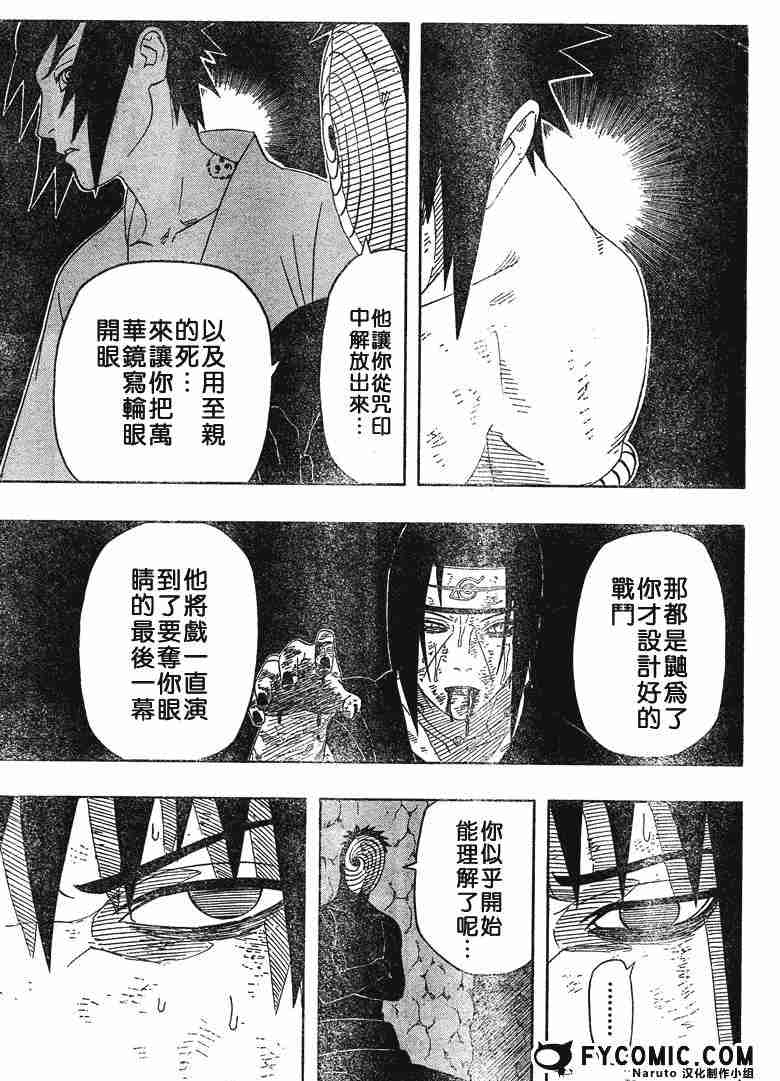 他讓你從咒印
中解放出來…
以及用至親
的死…
來讓你把萬
華鏡寫輪眼
開眼
那都是鼬爲了
你才設計好的
戰鬥
他將戲一直演
到了要奪你眼
睛的最後一幕
………
你似乎開始
能理解了呢…
FYCOMIC.COM
Naruto 汉化制作小组